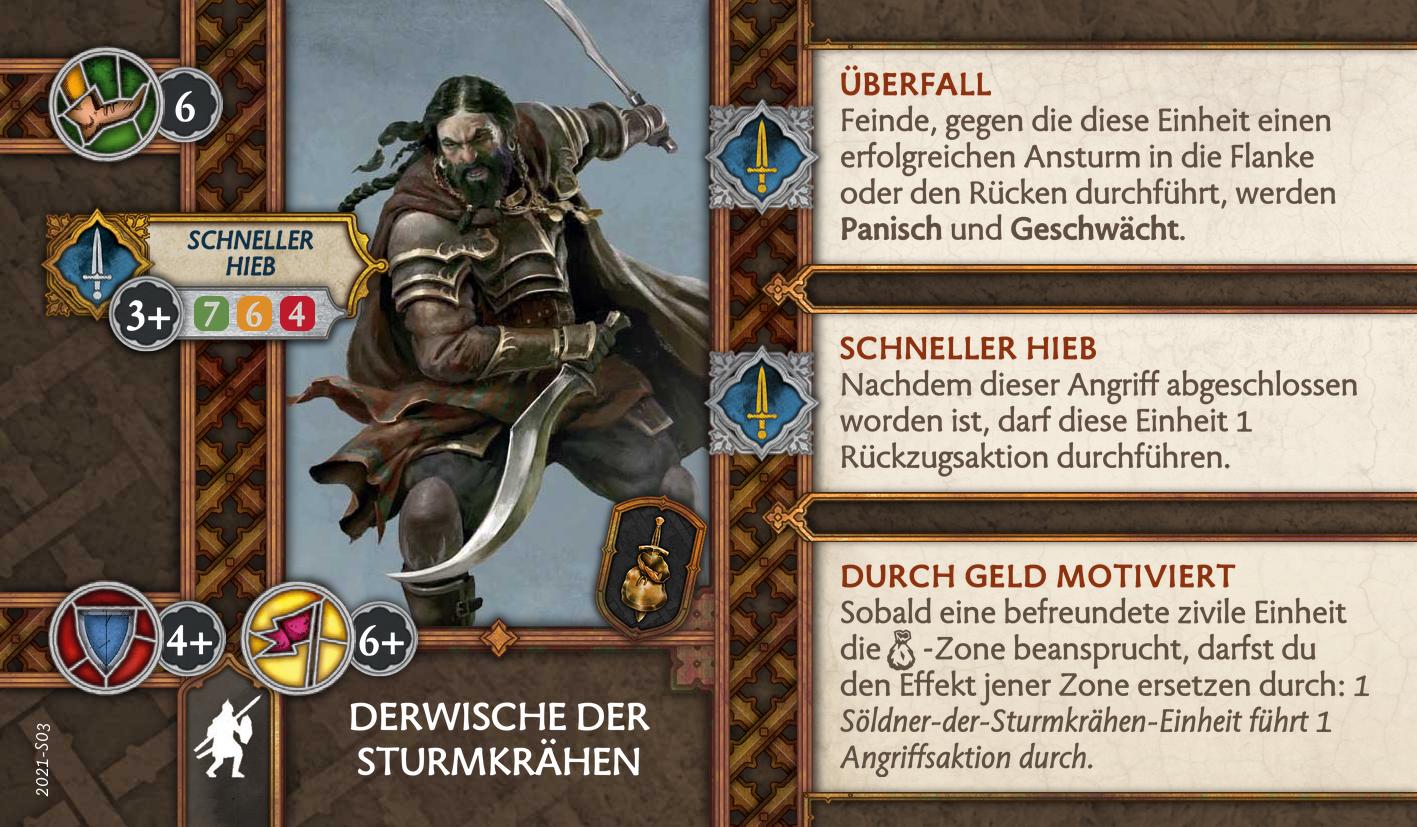 6
SCHNELLER
HIEB
3+ 7 6 4
4+ 6+
DERWISCHE DER
STURMKRÄHEN
2021-S03
ÜBERFALL
Feinde, gegen die diese Einheit einen
erfolgreichen Ansturm in die Flanke
oder den Rücken durchführt, werden
Panisch und Geschwächt.
SCHNELLER HIEB
Nachdem dieser Angriff abgeschlossen
worden ist, darf diese Einheit 1
Rückzugsaktion durchführen.
DURCH GELD MOTIVIERT
Sobald eine befreundete zivile Einheit
die -Zone beansprucht, darfst du
den Effekt jener Zone ersetzen durch: 1
Söldner-der-Sturmkrähen-Einheit führt 1
Angriffsaktion durch.